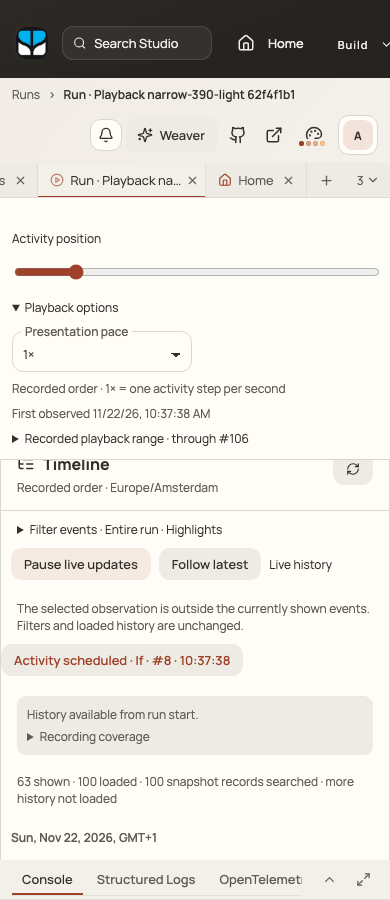 Search Studio
Home
Build
Runs › Run · Playback narrow-390-light 62f4f1b1
Weaver
A
s
Run · Playback na...
Home
3
Activity position
Playback options
Presentation pace
1×
Recorded order · 1× = one activity step per second
First observed 11/22/26, 10:37:38 AM
Recorded playback range · through #106
Timeline
Recorded order · Europe/Amsterdam
Filter events · Entire run · Highlights
Pause live updates
Follow latest
Live history
The selected observation is outside the currently shown events.
Filters and loaded history are unchanged.
Activity scheduled · If · #8 · 10:37:38
History available from run start.
Recording coverage
63 shown · 100 loaded · 100 snapshot records searched · more
history not loaded
Sun, Nov 22, 2026, GMT+1
Console
Structured Logs
OpenTelemet